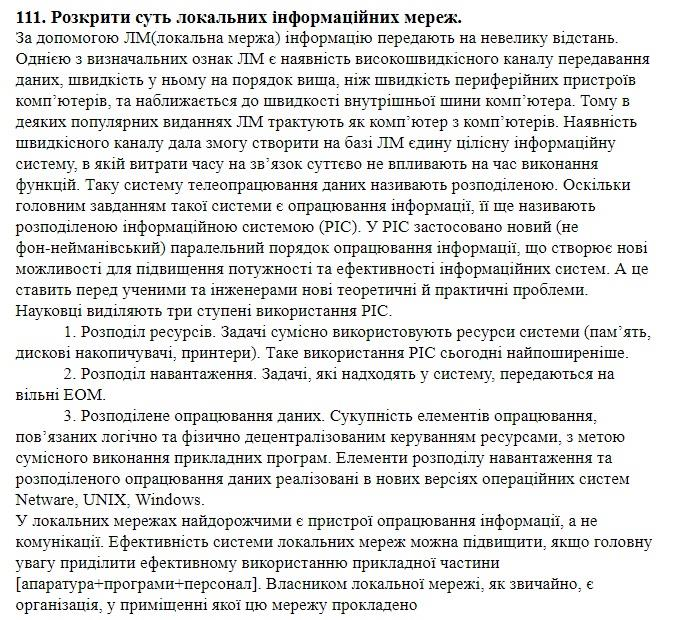 111. Розкрити суть локальних інформаційних мереж.
За допомогою ЛМ(локальна мержа) інформацію передають на невелику відстань.
Однією з визначальних ознак ЛМ є наявність високошвидкісного каналу передавання
даних, швидкість у ньому на порядок вища, ніж швидкість периферійних пристроїв
комп’ютерів, та наближається до швидкості внутрішньої шини комп’ютера. Тому в
деяких популярних виданнях ЛМ трактують як комп’ютер з комп’ютерів. Наявність
швидкісного каналу дала змогу створити на базі ЛМ єдину цілісну інформаційну
систему, в якій витрати часу на зв’язок суттєво не впливають на час виконання
функцій. Таку систему телеопрацювання даних називають розподіленою. Оскільки
головним завданням такої системи є опрацювання інформації, її ще називають
розподіленою інформаційною системою (РІС). У РІС застосовано новий (не
фон-нейманівський) паралельний порядок опрацювання інформації, що створює нові
можливості для підвищення потужності та ефективності інформаційних систем. А це
ставить перед ученими та інженерами нові теоретичні й практичні проблеми.
Науковці виділяють три ступені використання РІС.
1. Розподіл ресурсів. Задачі сумісно використовують ресурси системи (пам’ять,
дискові накопичувачі, принтери). Таке використання РІС сьогодні найпоширеніше.
2. Розподіл навантаження. Задачі, які надходять у систему, передаються на
вільні ЕОМ.
3. Розподілене опрацювання даних. Сукупність елементів опрацювання,
пов’язаних логічно та фізично децентралізованим керуванням ресурсами, з метою
сумісного виконання прикладних програм. Елементи розподілу навантаження та
розподіленого опрацювання даних реалізовані в нових версіях операційних систем
Netware, UNIX, Windows.
У локальних мережах найдорожчими є пристрої опрацювання інформації, а не
комунікації. Ефективність системи локальних мереж можна підвищити, якщо головну
увагу приділити ефективному використанню прикладної частини
[апаратура+програми+персонал]. Власником локальної мережі, як звичайно, є
організація, у приміщенні якої цю мережу прокладено